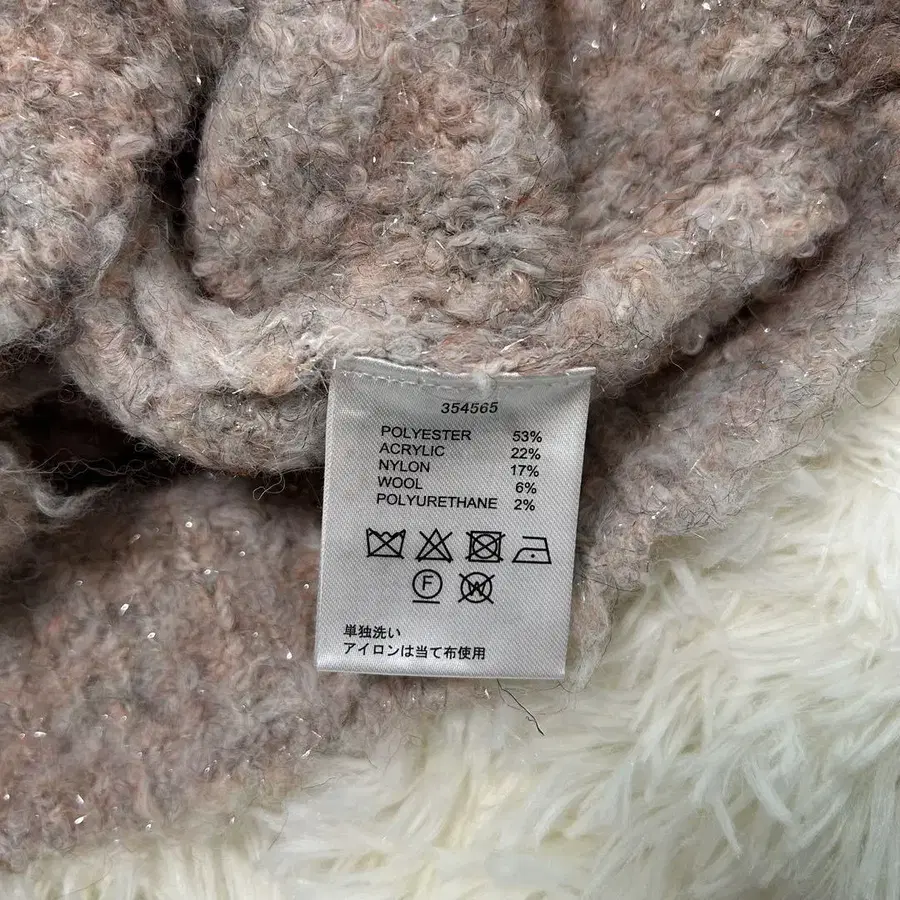 354565
POLYESTER 53%
ACRYLIC 22%
NYLON 17%
WOOL 6%
POLYURETHANE 2%
F W
単独洗い
アイロンは当て布使用